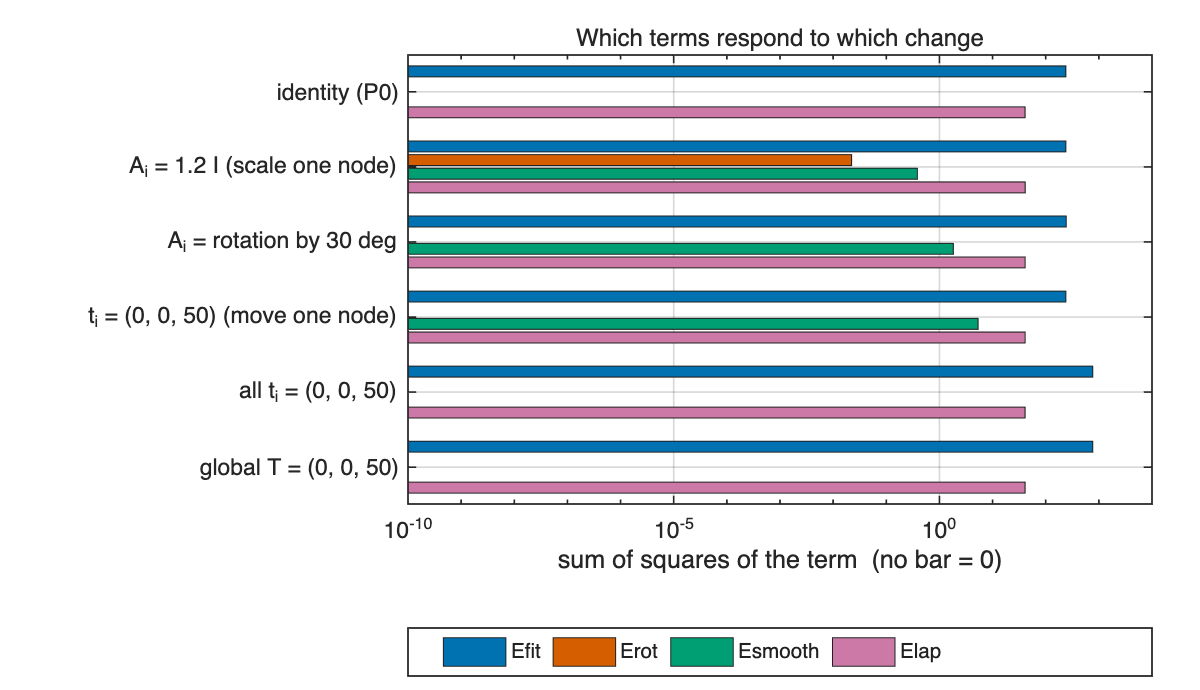 Which terms respond to which change
identity (P0)
Aᵢ = 1.2 I (scale one node)
Aᵢ = rotation by 30 deg
tᵢ = (0, 0, 50) (move one node)
all tᵢ = (0, 0, 50)
global T = (0, 0, 50)
10⁻¹⁰ 10⁻⁵ 10⁰
sum of squares of the term (no bar = 0)
Efit Erot Esmooth Elap